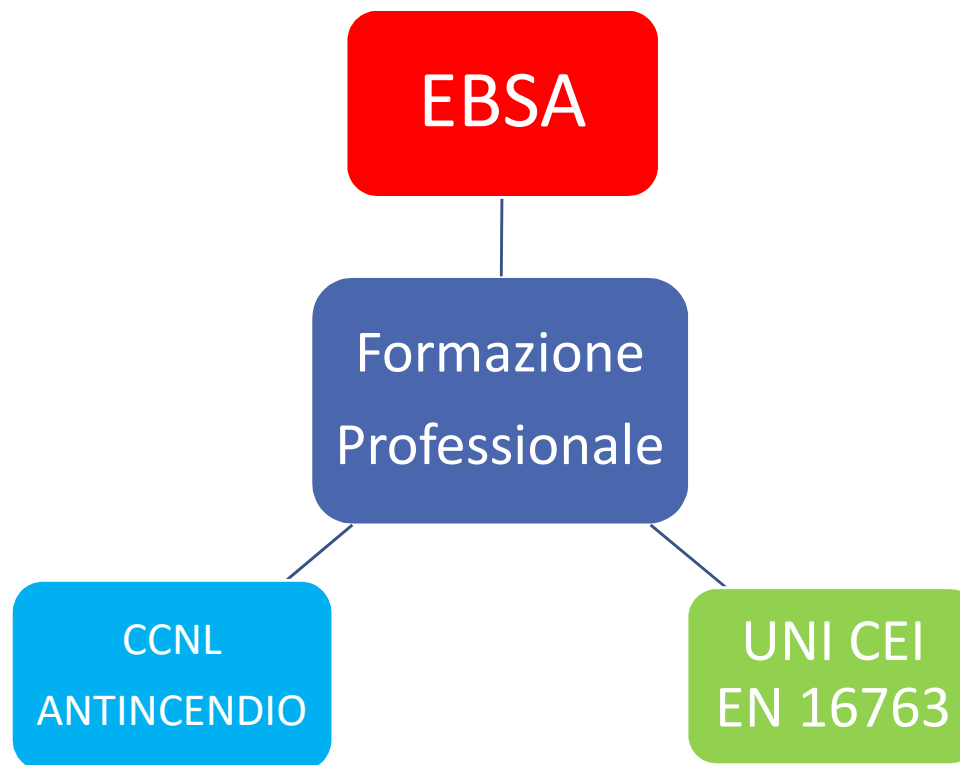 EBSA
Formazione
Professionale
CCNL
ANTINCENDIO
UNI CEI
EN 16763